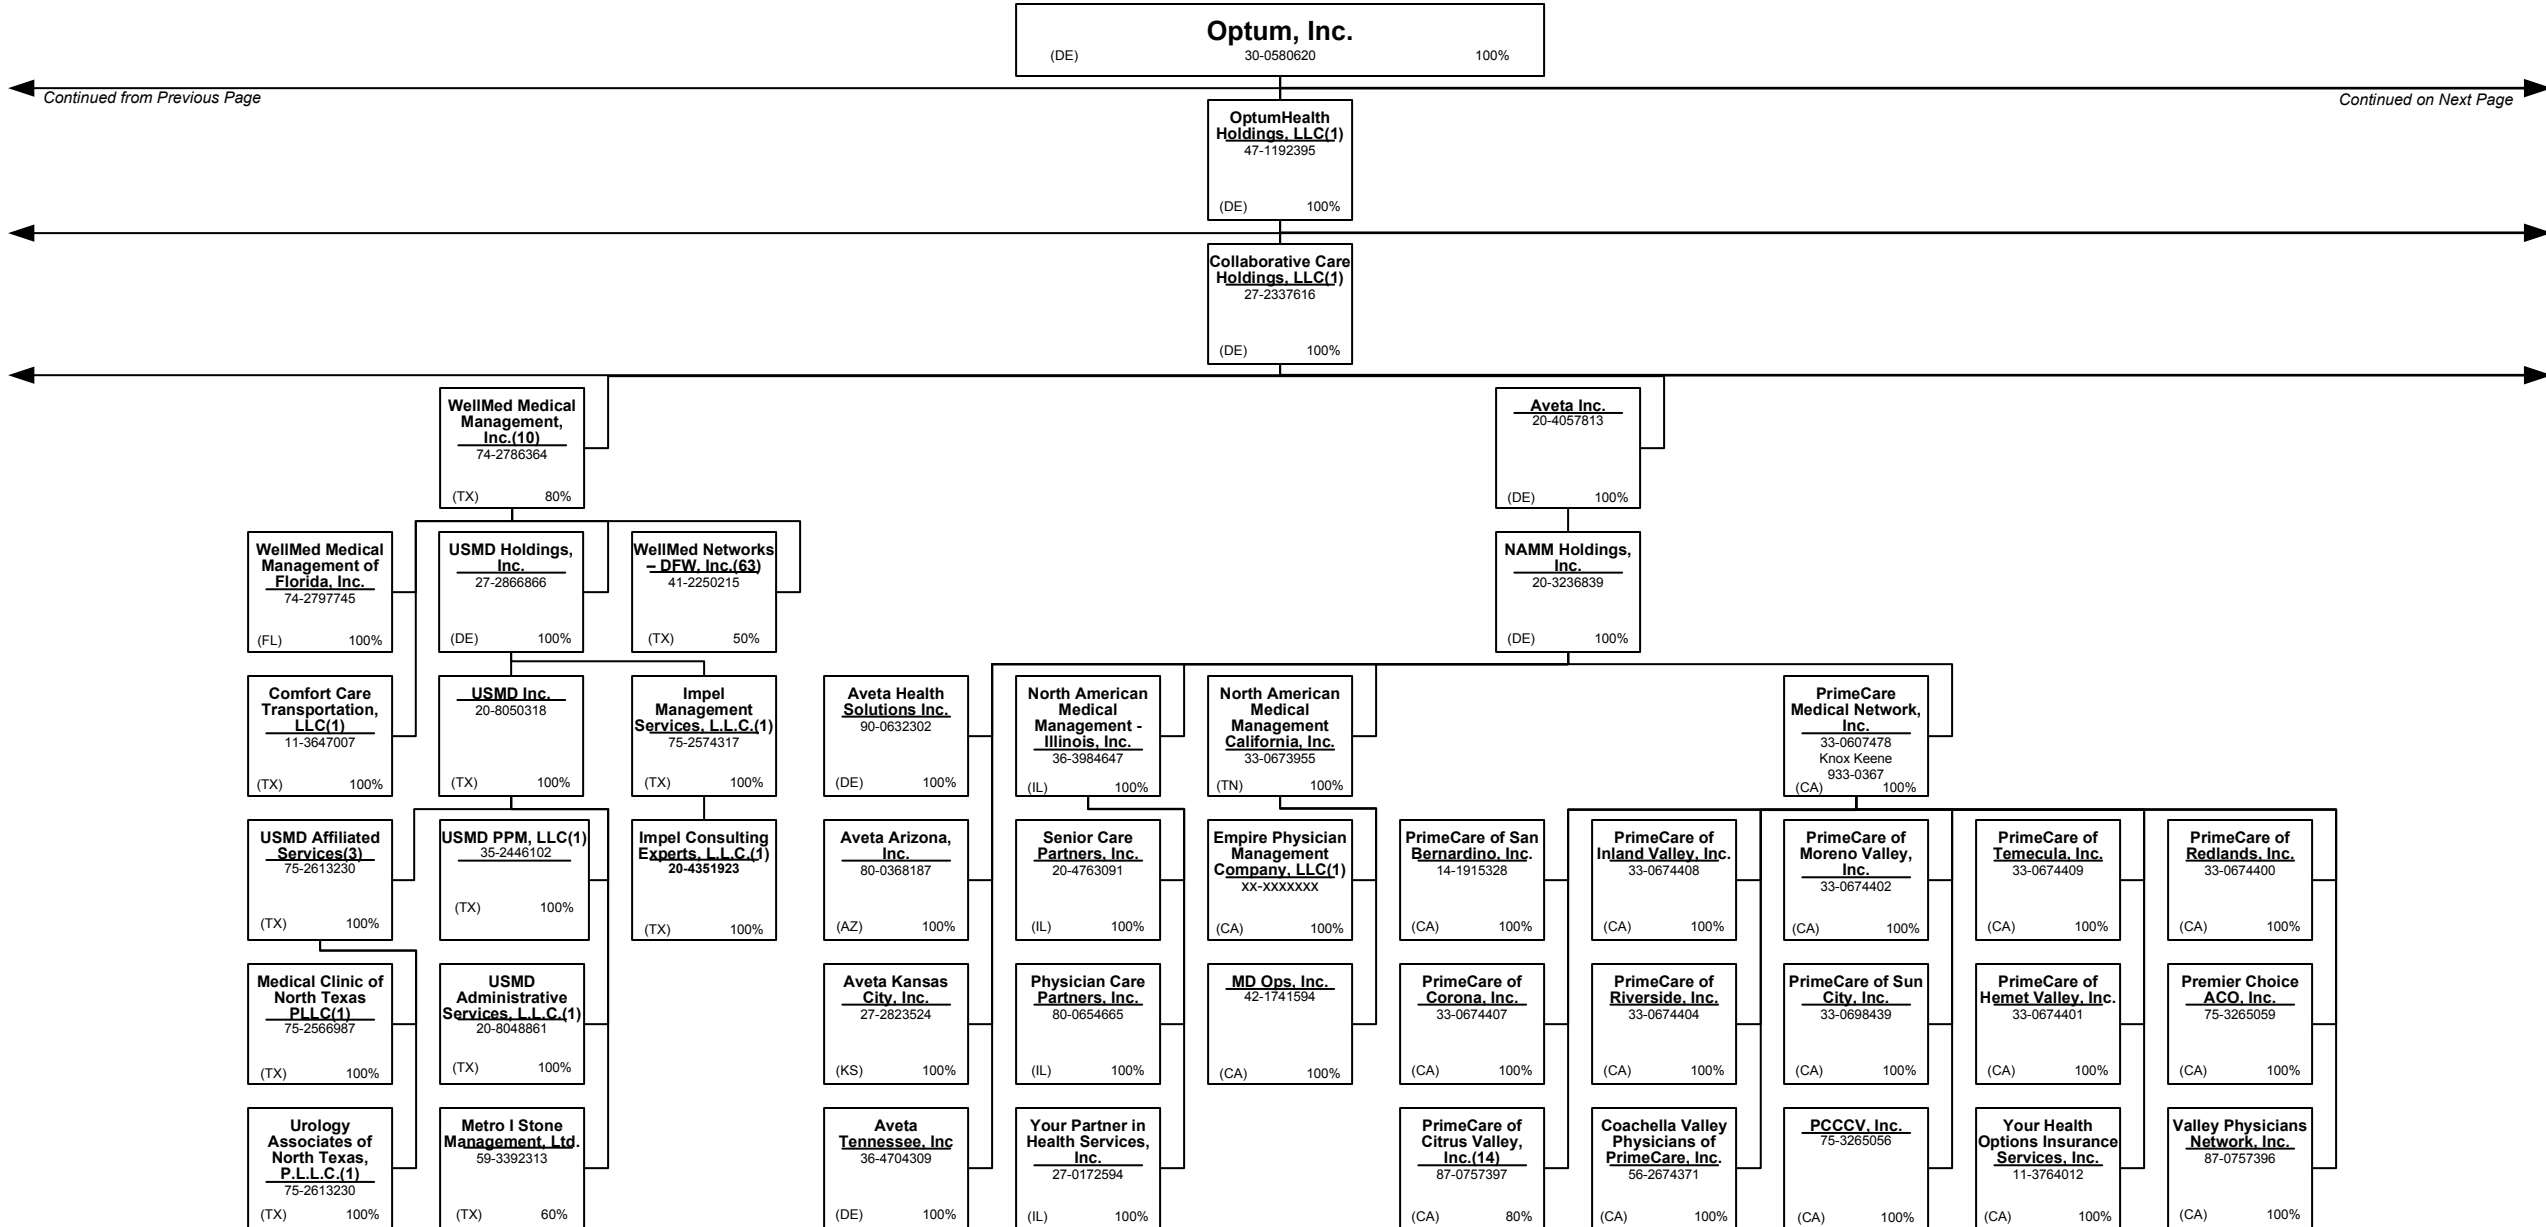 Optum, Inc.
(DE) 30-0580620 100%
Continued from Previous Page
Continued on Next Page
OptumHealth
Holdings, LLC(1)
47-1192395
(DE) 100%
Collaborative Care
Holdings, LLC(1)
27-2337616
(DE) 100%
WellMed Medical
Management,
Inc.(10)
74-2786364
(TX) 80%
Aveta Inc.
20-4057813
(DE) 100%
WellMed Medical
Management of
Florida, Inc.
74-2797745
(FL) 100%
USMD Holdings,
Inc.
27-2866866
(DE) 100%
WellMed Networks
– DFW, Inc.(63)
41-2250215
(TX) 50%
NAMM Holdings,
Inc.
20-3236839
(DE) 100%
Comfort Care
Transportation,
LLC(1)
11-3647007
(TX) 100%
USMD Inc.
20-8050318
(TX) 100%
Impel
Management
Services, L.L.C.(1)
75-2574317
(TX) 100%
Aveta Health
Solutions Inc.
90-0632302
(DE) 100%
North American
Medical
Management -
Illinois, Inc.
36-3984647
(IL) 100%
North American
Medical
Management
California, Inc.
33-0673955
(TN) 100%
PrimeCare
Medical Network,
Inc.
33-0607478
Knox Keene
933-0367
(CA) 100%
USMD Affiliated
Services(3)
75-2613230
(TX) 100%
USMD PPM, LLC(1)
35-2446102
(TX) 100%
Impel Consulting
Experts, L.L.C.(1)
20-4351923
(TX) 100%
Aveta Arizona,
Inc.
80-0368187
(AZ) 100%
Senior Care
Partners, Inc.
20-4763091
(IL) 100%
Empire Physician
Management
Company, LLC(1)
xx-xxxxxxx
(CA) 100%
PrimeCare of San
Bernardino, Inc.
14-1915328
(CA) 100%
PrimeCare of
Inland Valley, Inc.
33-0674408
(CA) 100%
PrimeCare of
Moreno Valley,
Inc.
33-0674402
(CA) 100%
PrimeCare of
Temecula, Inc.
33-0674409
(CA) 100%
PrimeCare of
Redlands, Inc.
33-0674400
(CA) 100%
Medical Clinic of
North Texas
PLLC(1)
75-2566987
(TX) 100%
USMD
Administrative
Services, L.L.C.(1)
20-8048861
(TX) 100%
Aveta Kansas
City, Inc.
27-2823524
(KS) 100%
Physician Care
Partners, Inc.
80-0654665
(IL) 100%
MD Ops, Inc.
42-1741594
(CA) 100%
PrimeCare of
Corona, Inc.
33-0674407
(CA) 100%
PrimeCare of
Riverside, Inc.
33-0674404
(CA) 100%
PrimeCare of Sun
City, Inc.
33-0698439
(CA) 100%
PrimeCare of
Hemet Valley, Inc.
33-0674401
(CA) 100%
Premier Choice
ACO, Inc.
75-3265059
(CA) 100%
Urology
Associates of
North Texas,
P.L.L.C.(1)
75-2613230
(TX) 100%
Metro I Stone
Management, Ltd.
59-3392313
(TX) 60%
Aveta
Tennessee, Inc
36-4704309
(DE) 100%
Your Partner in
Health Services,
Inc.
27-0172594
(IL) 100%
PrimeCare of
Citrus Valley,
Inc.(14)
87-0757397
(CA) 80%
Coachella Valley
Physicians of
PrimeCare, Inc.
56-2674371
(CA) 100%
PCCCV, Inc.
75-3265056
(CA) 100%
Your Health
Options Insurance
Services, Inc.
11-3764012
(CA) 100%
Valley Physicians
Network, Inc.
87-0757396
(CA) 100%